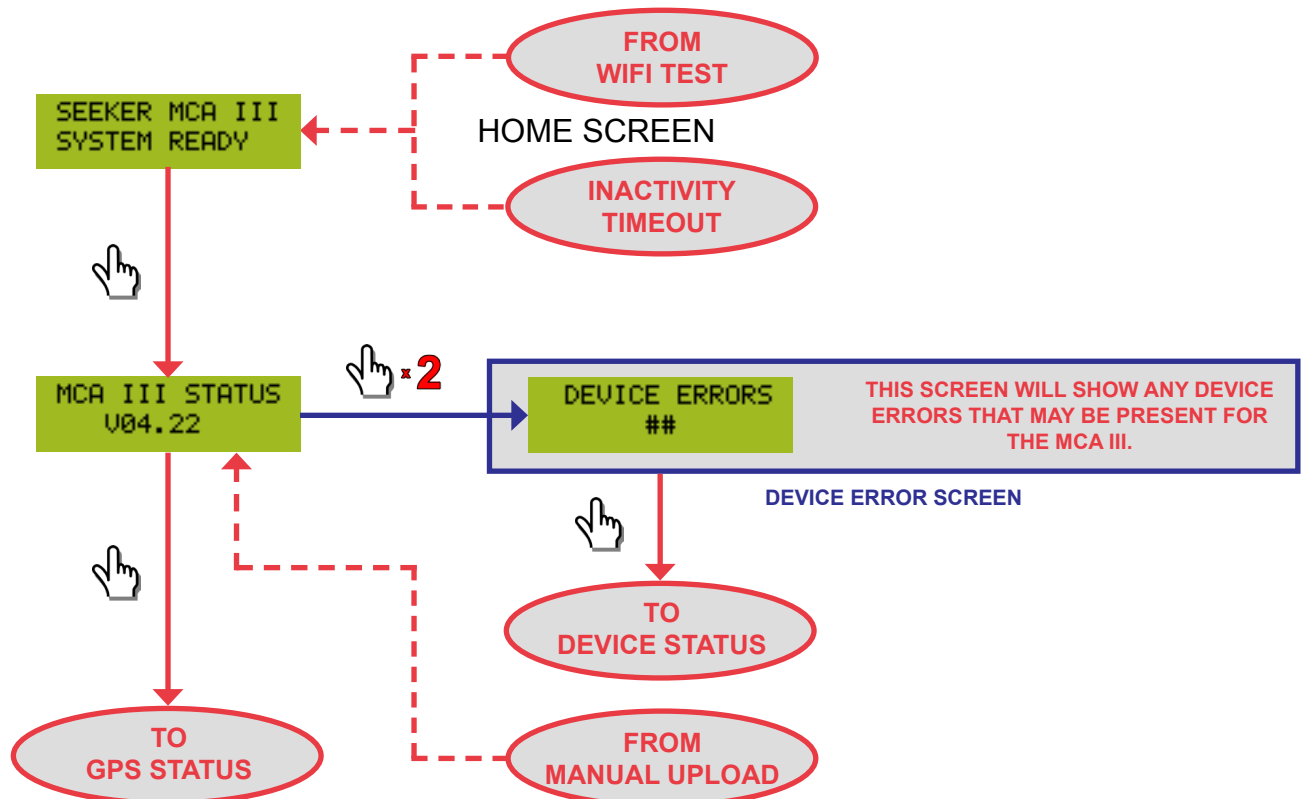 FROM
WIFI TEST
SEEKER MCA III
SYSTEM READY
HOME SCREEN
INACTIVITY
TIMEOUT
x 2
MCA III STATUS
V04.22
DEVICE ERRORS
##
THIS SCREEN WILL SHOW ANY DEVICE
ERRORS THAT MAY BE PRESENT FOR
THE MCA III.
DEVICE ERROR SCREEN
TO
DEVICE STATUS
TO
GPS STATUS
FROM
MANUAL UPLOAD